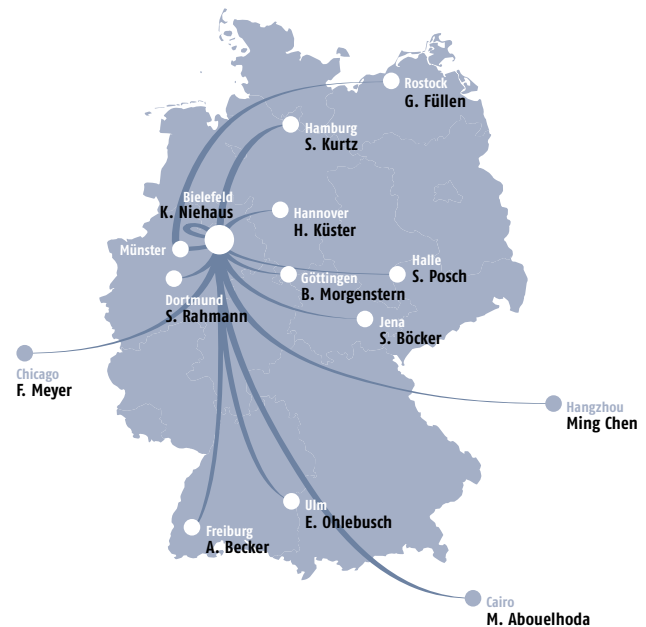 Rostock
G. Füllen
Hamburg
S. Kurtz
Bielefeld
K. Niehaus
Hannover
H. Küster
Münster
Halle
S. Posch
Göttingen
B. Morgenstern
Dortmund
S. Rahmann
Jena
S. Böcker
Chicago
F. Meyer
Hangzhou
Ming Chen
Ulm
E. Ohlebusch
Freiburg
A. Becker
Cairo
M. Abouelhoda